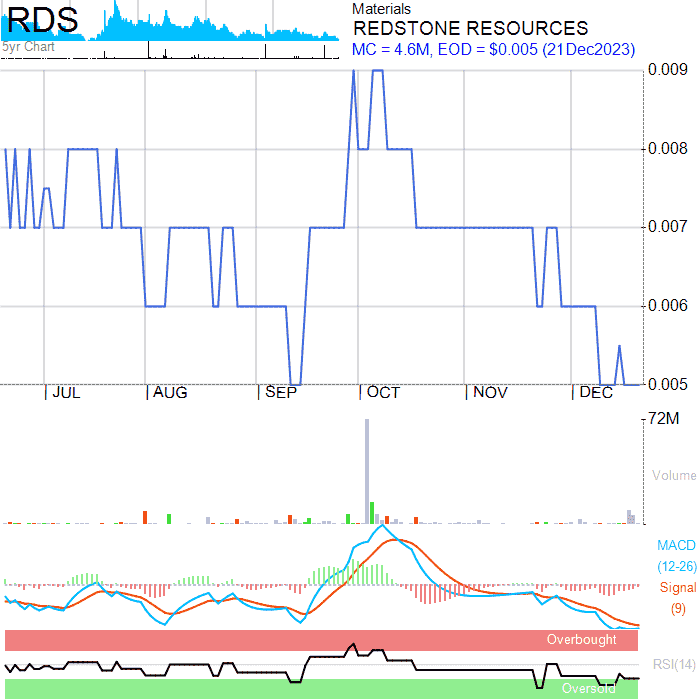 RDS
5yr Chart
Materials
REDSTONE RESOURCES
MC = 4.6M, EOD = $0.005 (21Dec2023)
0.009
0.008
0.007
0.006
0.005
JUL
AUG
SEP
OCT
NOV
DEC
72M
Volume
MACD
(12-26)
Signal
(9)
Overbought
RSI(14)
Oversold